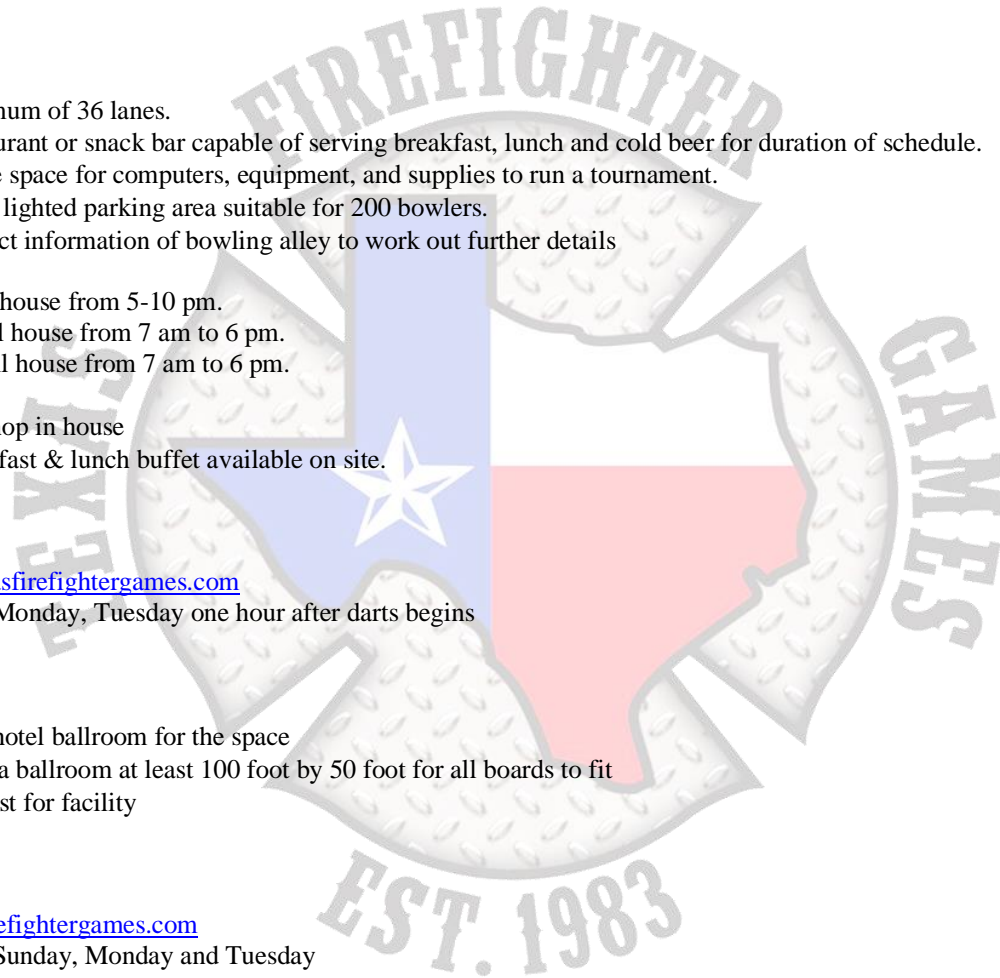 num of 36 lanes.
urant or snack bar capable of serving breakfast, lunch and cold beer for duration of schedule.
e space for computers, equipment, and supplies to run a tournament.
lighted parking area suitable for 200 bowlers.
ct information of bowling alley to work out further details
house from 5-10 pm.
l house from 7 am to 6 pm.
ll house from 7 am to 6 pm.
hop in house
fast & lunch buffet available on site.
asfirefightergames.com
Monday, Tuesday one hour after darts begins
hotel ballroom for the space
a ballroom at least 100 foot by 50 foot for all boards to fit
st for facility
efightergames.com
Sunday, Monday and Tuesday
TEXAS
FIREFIGHTER
GAMES
EST. 1983